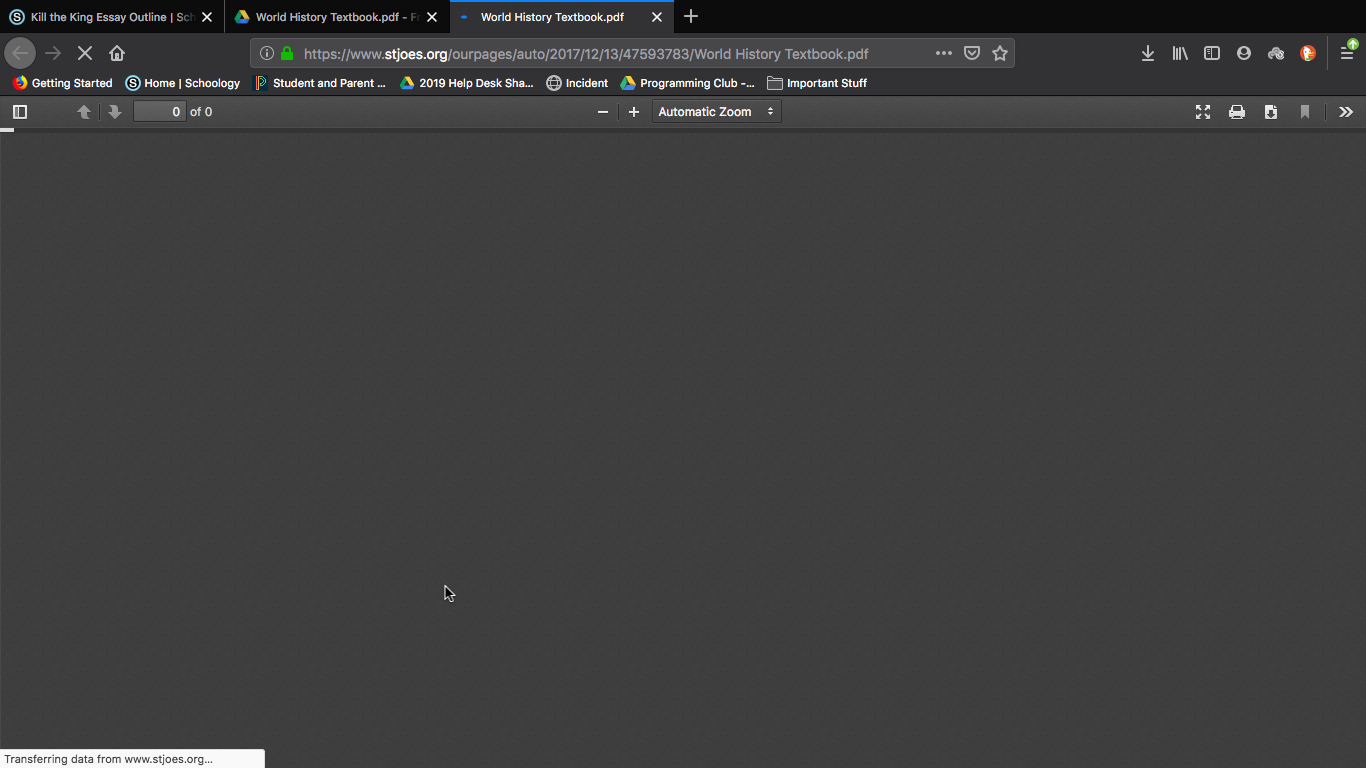 Kill the King Essay Outline | Sch
World History Textbook.pdf - Fr
World History Textbook.pdf
https://www.stjoes.org/ourpages/auto/2017/12/13/47593783/World History Textbook.pdf
Getting Started
Home | Schoology
Student and Parent ...
2019 Help Desk Sha...
Incident
Programming Club -...
Important Stuff
0 of 0
Automatic Zoom
Transferring data from www.stjoes.org...